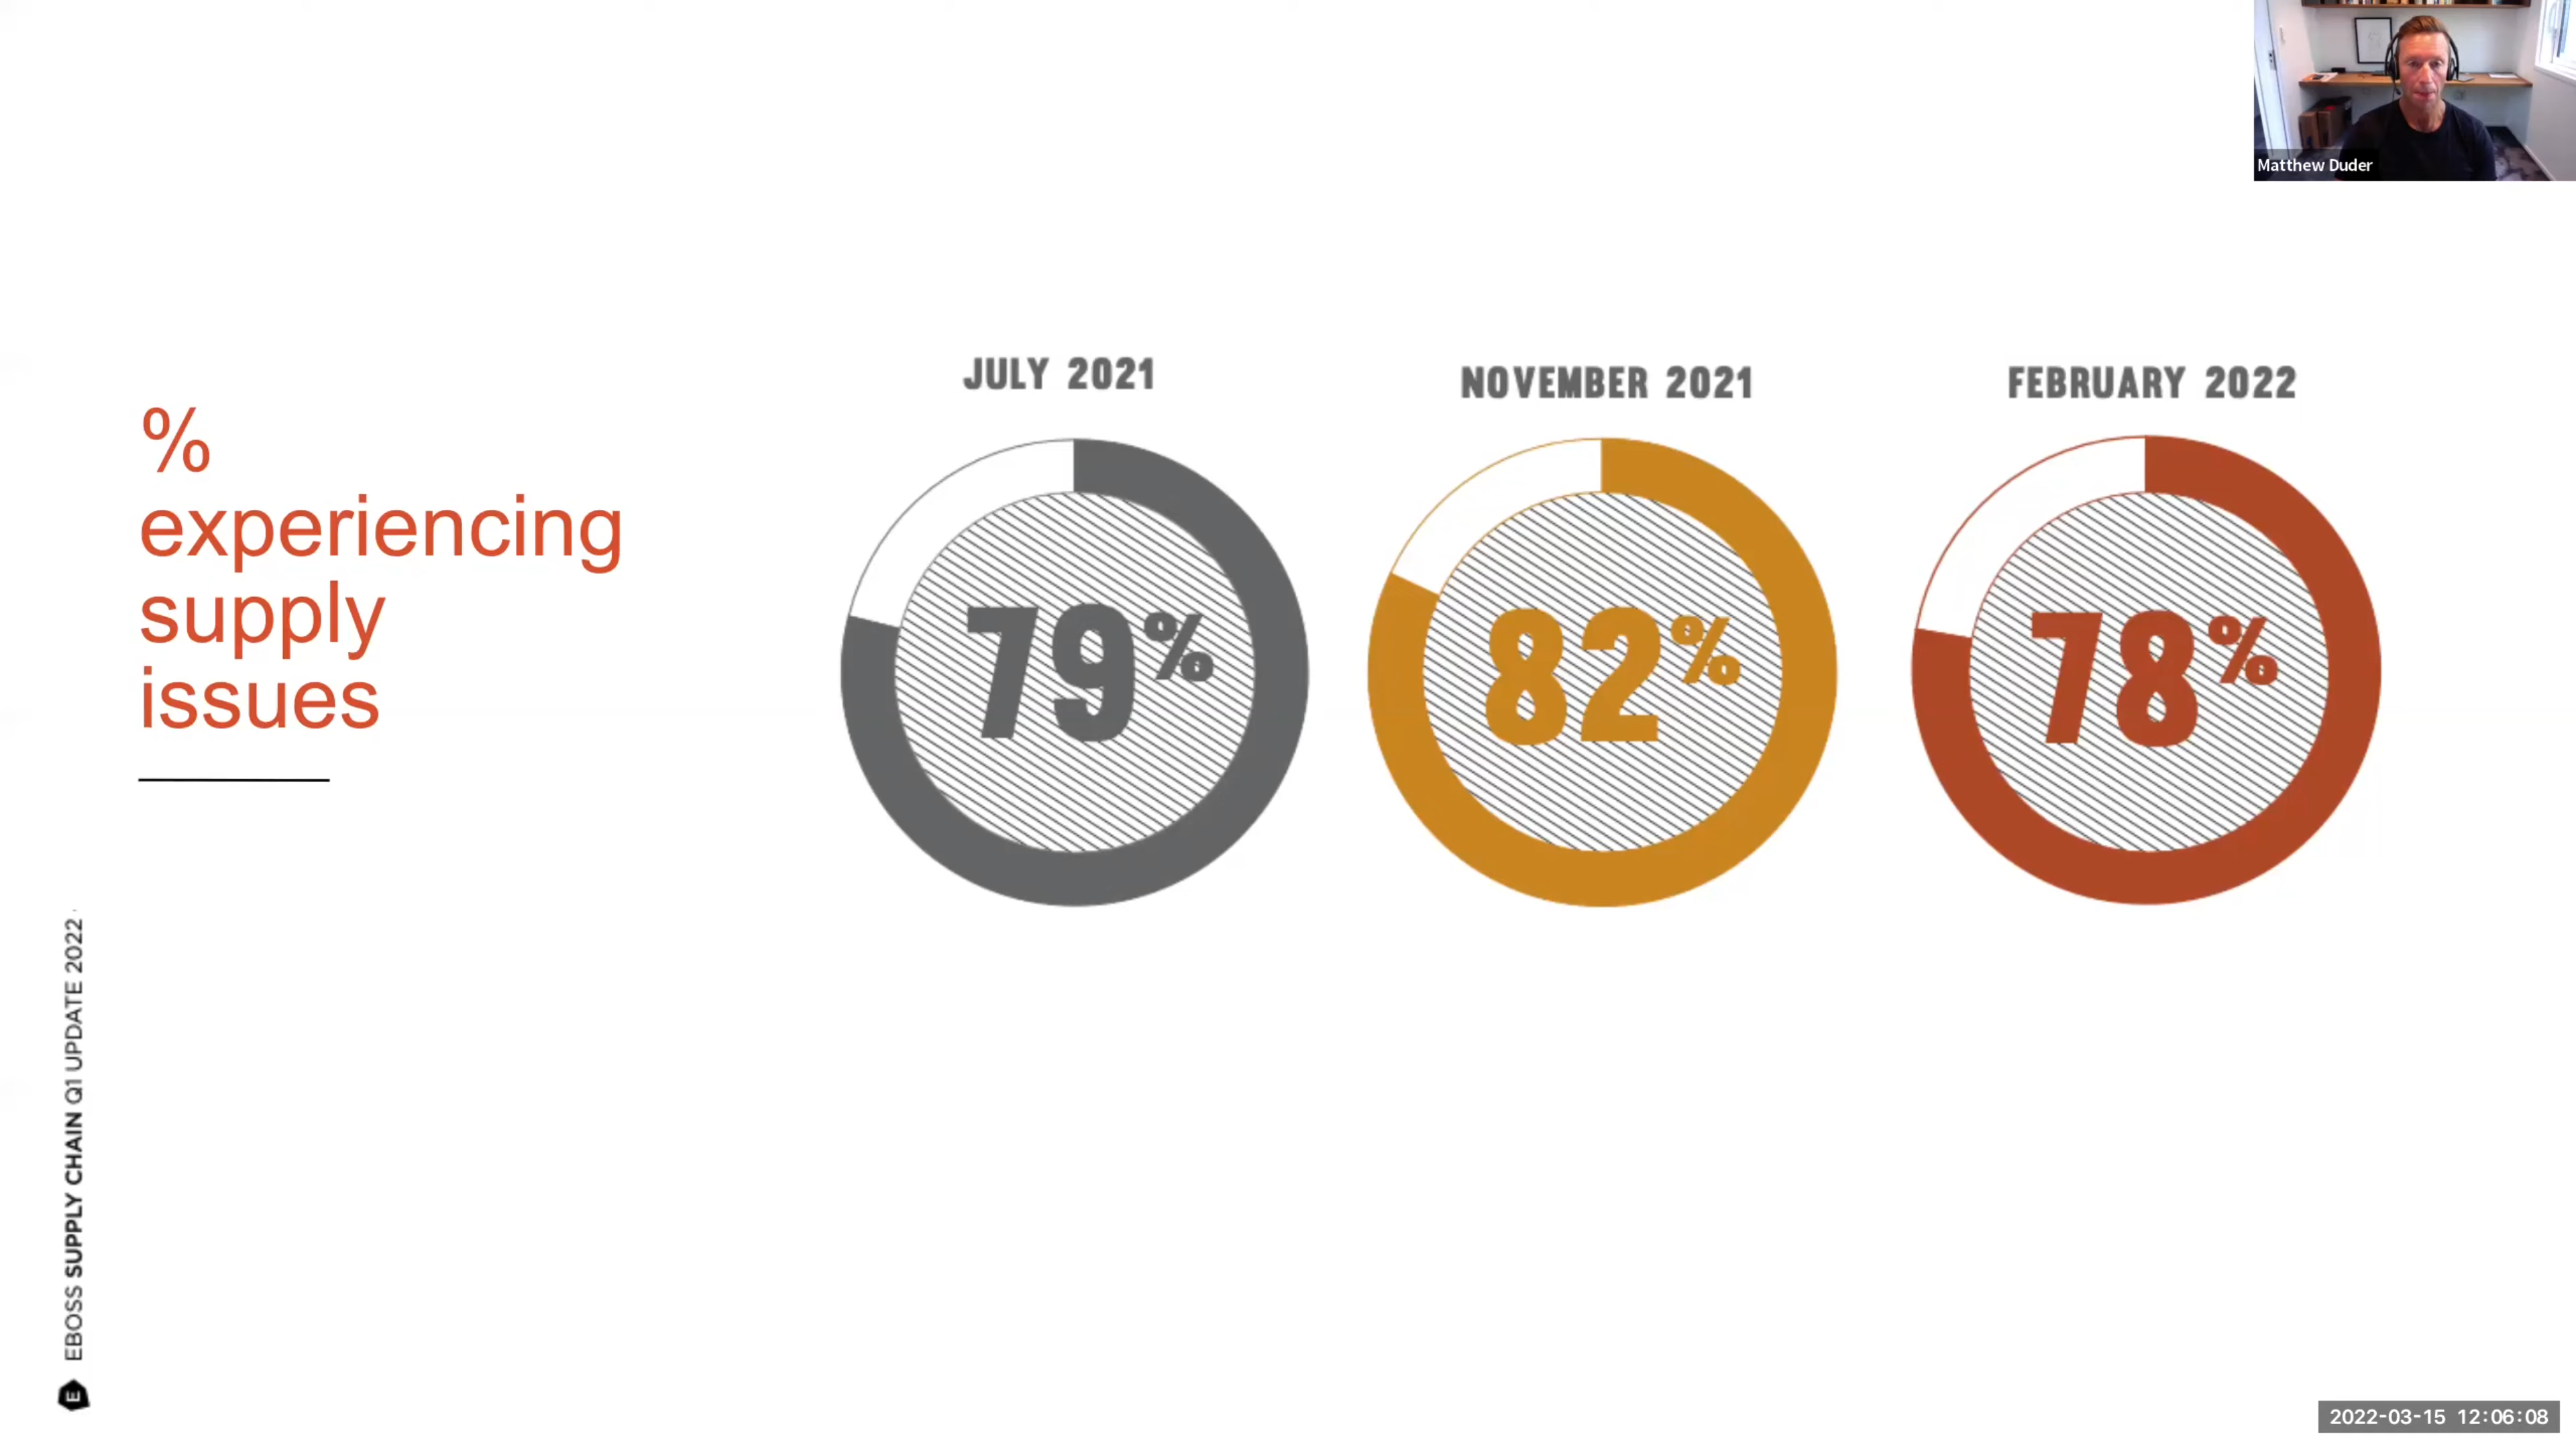 Matthew Duder
%
experiencing
supply
issues
JULY 2021
79%
NOVEMBER 2021
82%
FEBRUARY 2022
78%
E EBOSS SUPPLY CHAIN Q1 UPDATE 2022
2022-03-15 12:06:08